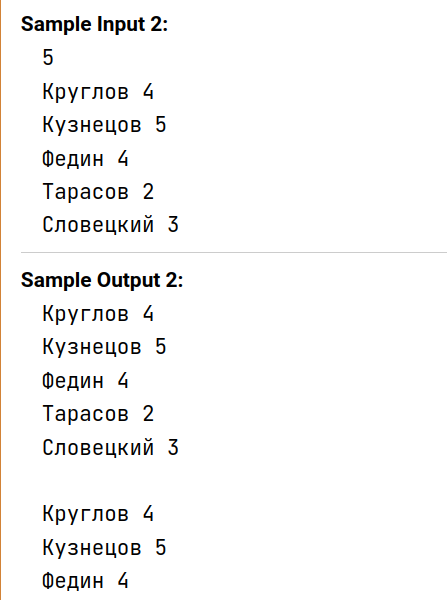 Sample Input 2:
5
Круглов 4
Кузнецов 5
Федин 4
Тарасов 2
Словецкий 3
Sample Output 2:
Круглов 4
Кузнецов 5
Федин 4
Тарасов 2
Словецкий 3
Круглов 4
Кузнецов 5
Федин 4